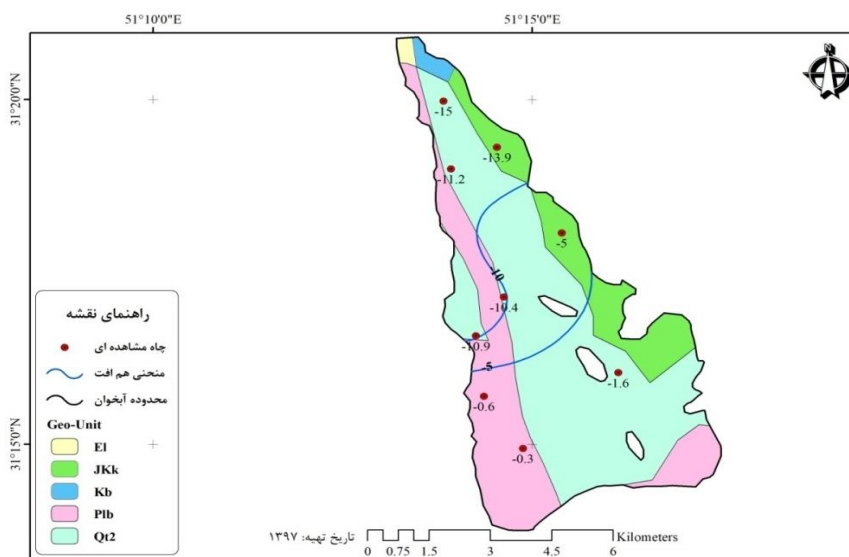 51°10'0"E
51°15'0"E
31°20'0"N
31°15'0"N
N
-15
-13.9
-11.2
-5
-10
-10.4
-10.9
-5
-1.6
-0.6
-0.3
راهنمای نقشه
چاه مشاهده ای
منحنی هم افت
محدوده آبخوان
Geo-Unit
El
JKk
Kb
Plb
Qt2
تاریخ تهیه: ۱۳۹۷
Kilometers
0 0.75 1.5 3 4.5 6